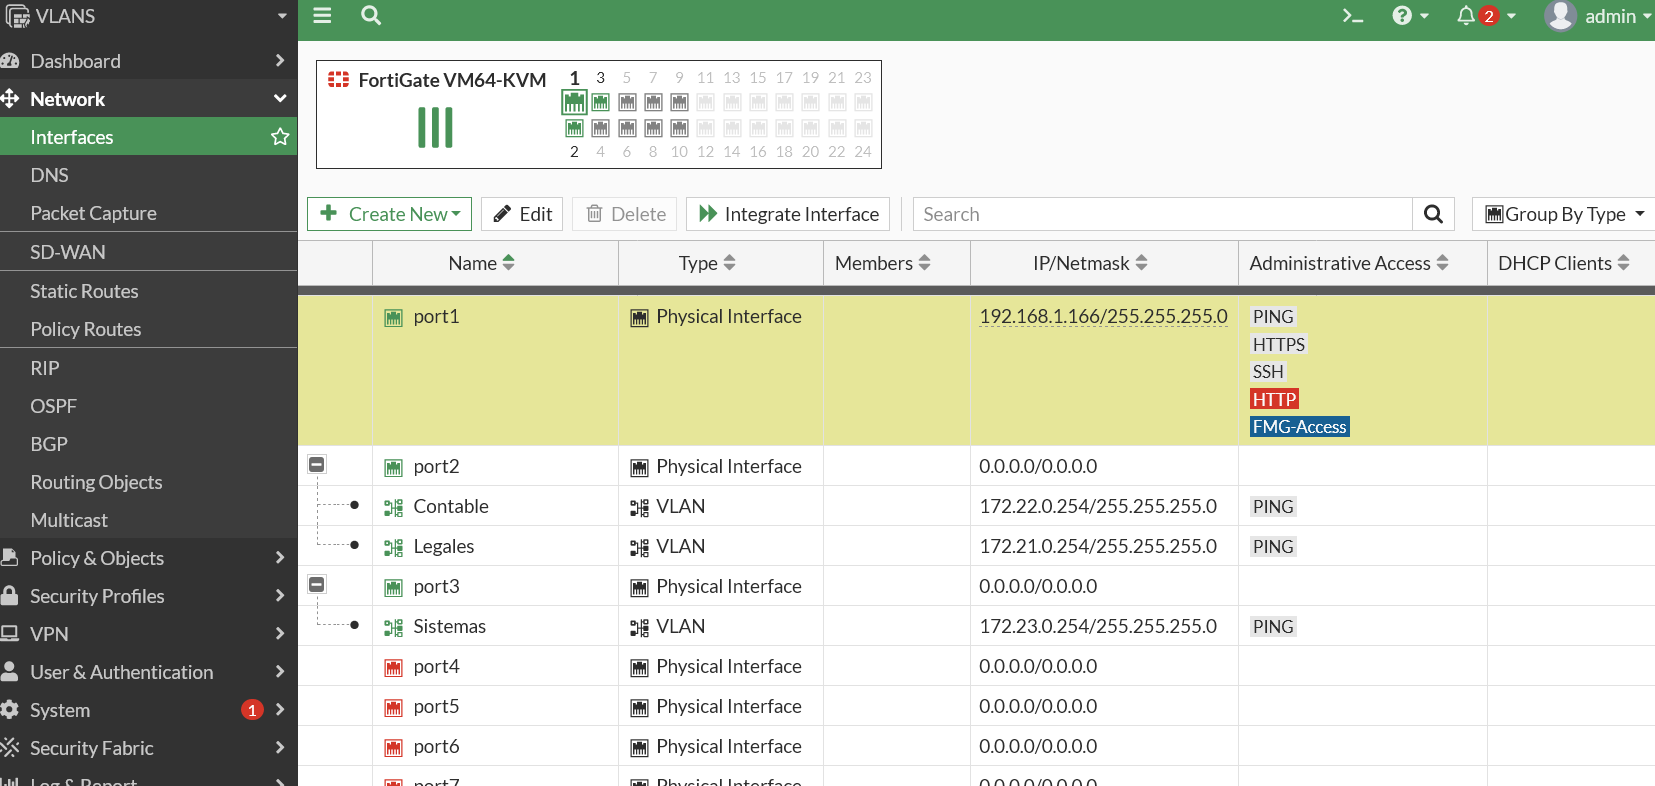 VLANS
Dashboard
Network
Interfaces
DNS
Packet Capture
SD-WAN
Static Routes
Policy Routes
RIP
OSPF
BGP
Routing Objects
Multicast
Policy & Objects
Security Profiles
VPN
User & Authentication
System 1
Security Fabric
Log & Report
2 admin
FortiGate VM64-KVM
1 3 5 7 9 11 13 15 17 19 21 23
2 4 6 8 10 12 14 16 18 20 22 24
Create New Edit Delete Integrate Interface Search Group By Type
Name Type Members IP/Netmask Administrative Access DHCP Clients
port1 Physical Interface 192.168.1.166/255.255.255.0 PING
HTTPS
SSH
HTTP
FMG-Access
port2 Physical Interface 0.0.0.0/0.0.0.0
Contable VLAN 172.22.0.254/255.255.255.0 PING
Legales VLAN 172.21.0.254/255.255.255.0 PING
port3 Physical Interface 0.0.0.0/0.0.0.0
Sistemas VLAN 172.23.0.254/255.255.255.0 PING
port4 Physical Interface 0.0.0.0/0.0.0.0
port5 Physical Interface 0.0.0.0/0.0.0.0
port6 Physical Interface 0.0.0.0/0.0.0.0
port7 Physical Interface 0.0.0.0/0.0.0.0